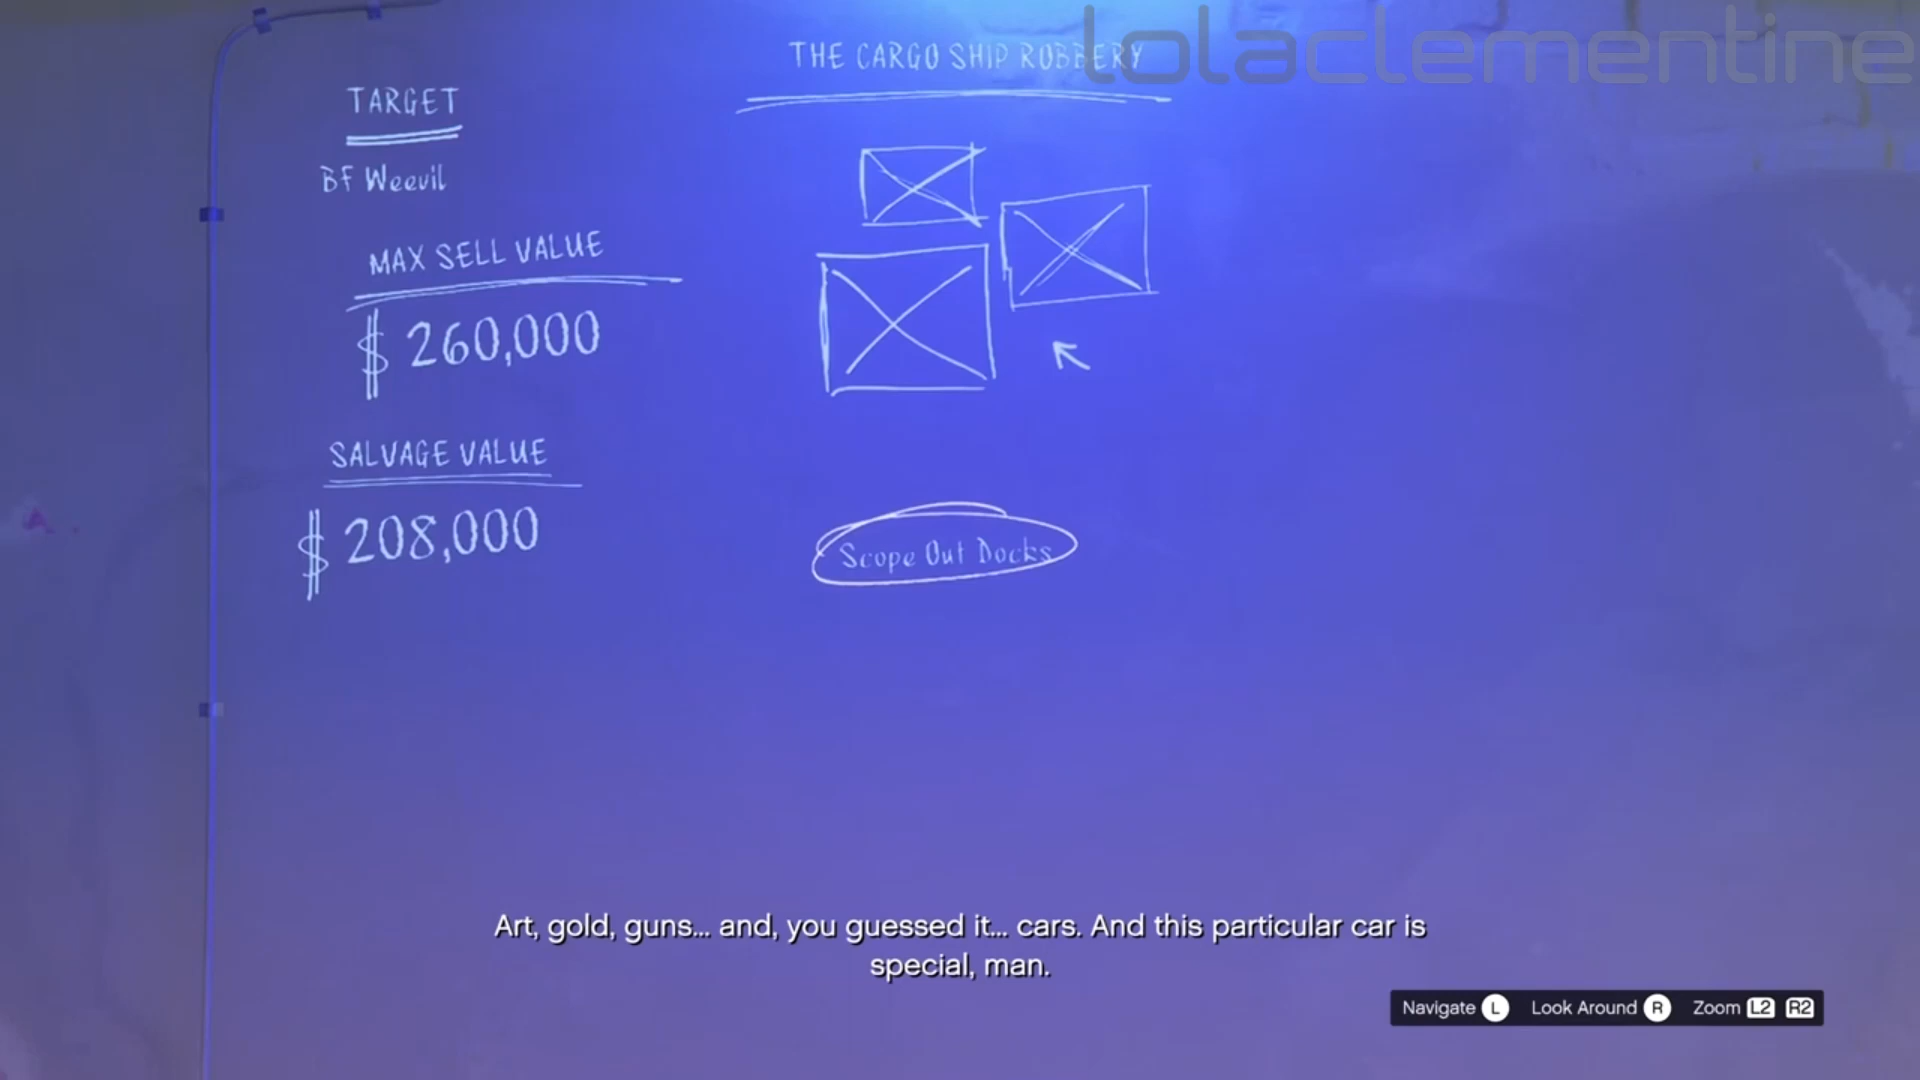 lolaclementine
THE CARGO SHIP ROBBERY
TARGET
BF Weevil
MAX SELL VALUE
$ 260,000
SALVAGE VALUE
$ 208,000
Scope Out Docks
Art, gold, guns... and, you guessed it... cars. And this particular car is
special, man.
Navigate L Look Around R Zoom L2 R2